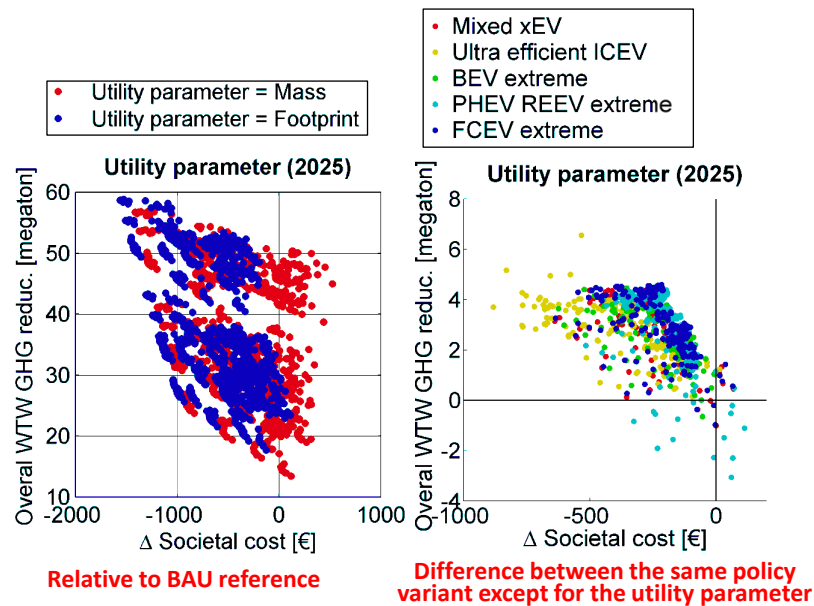 Utility parameter = Mass
Utility parameter = Footprint
Utility parameter (2025)
Overal WTW GHG reduc. [megaton]
60
50
40
30
20
10
-2000
-1000
0
1000
Δ Societal cost [€]
Relative to BAU reference
Mixed xEV
Ultra efficient ICEV
BEV extreme
PHEV REEV extreme
FCEV extreme
Utility parameter (2025)
Overal WTW GHG reduc. [megaton]
8
6
4
2
0
-2
-4
-1000
-500
0
Δ Societal cost [€]
Difference between the same policy
variant except for the utility parameter